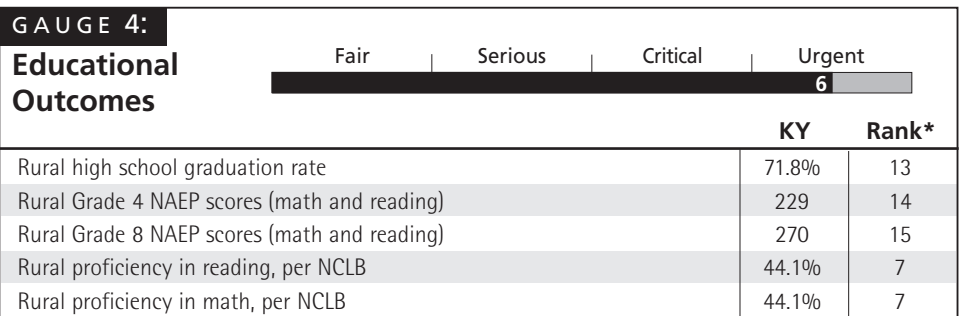 GAUGE 4:
Educational
Outcomes
Fair Serious Critical Urgent
6
KY Rank*
Rural high school graduation rate 71.8% 13
Rural Grade 4 NAEP scores (math and reading) 229 14
Rural Grade 8 NAEP scores (math and reading) 270 15
Rural proficiency in reading, per NCLB 44.1% 7
Rural proficiency in math, per NCLB 44.1% 7